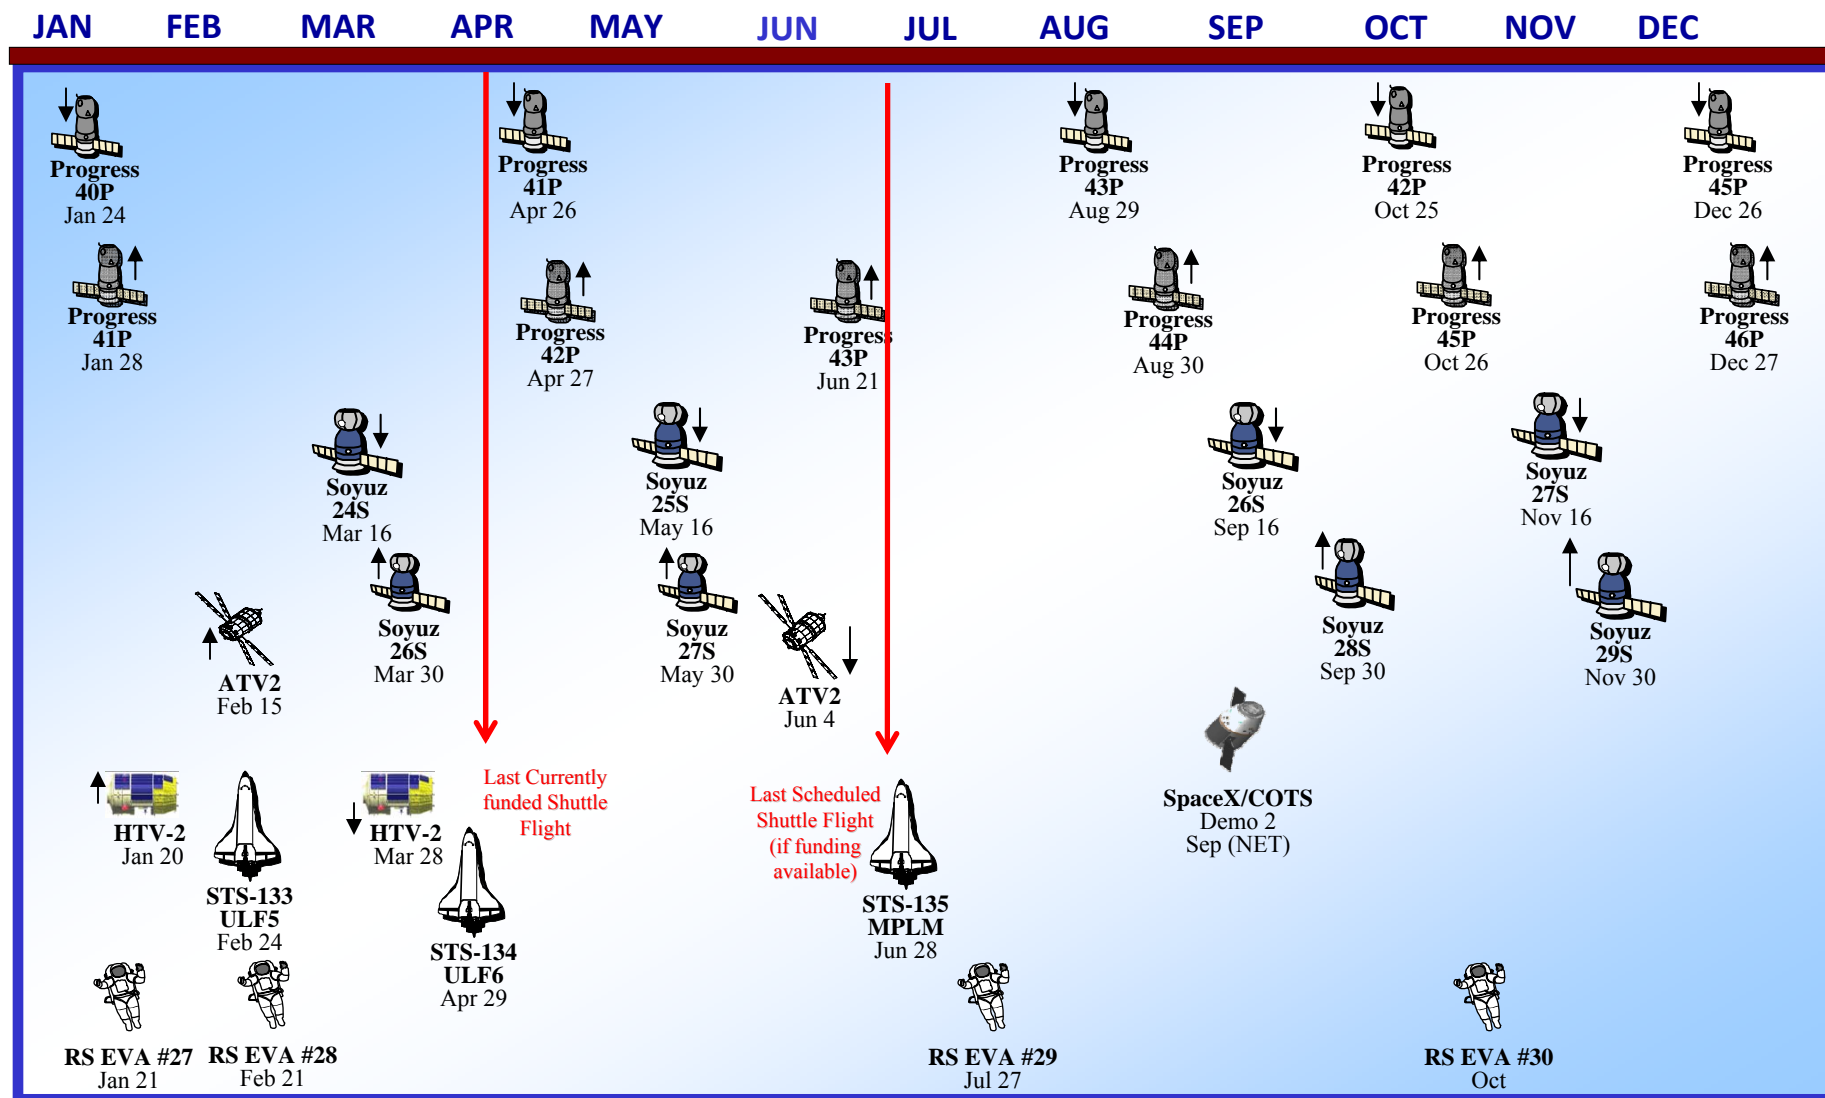 JAN FEB MAR APR MAY JUN JUL AUG SEP OCT NOV DEC
Progress
40P
Jan 24
Progress
41P
Apr 26
Progress
43P
Aug 29
Progress
42P
Oct 25
Progress
45P
Dec 26
Progress
41P
Jan 28
Progress
42P
Apr 27
Progress
43P
Jun 21
Progress
44P
Aug 30
Progress
45P
Oct 26
Progress
46P
Dec 27
Soyuz
24S
Mar 16
Soyuz
25S
May 16
Soyuz
26S
Sep 16
Soyuz
27S
Nov 16
Soyuz
26S
Mar 30
Soyuz
27S
May 30
Soyuz
28S
Sep 30
Soyuz
29S
Nov 30
ATV2
Feb 15
ATV2
Jun 4
HTV-2
Jan 20
STS-133
ULF5
Feb 24
HTV-2
Mar 28
Last Currently
funded Shuttle
Flight
STS-134
ULF6
Apr 29
Last Scheduled
Shuttle Flight
(if funding
available)
STS-135
MPLM
Jun 28
SpaceX/COTS
Demo 2
Sep (NET)
RS EVA #27
Jan 21
RS EVA #28
Feb 21
RS EVA #29
Jul 27
RS EVA #30
Oct